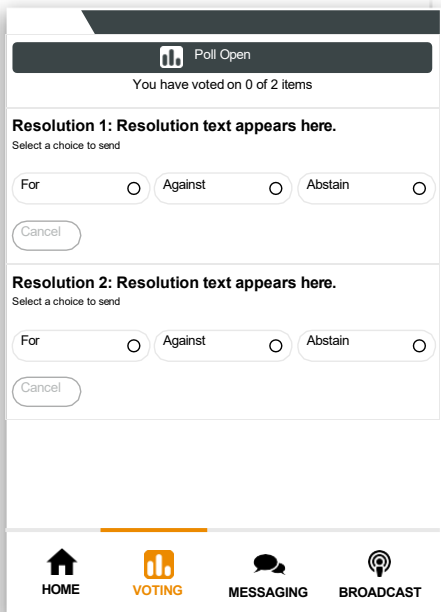 Poll Open
You have voted on 0 of 2 items
Resolution 1: Resolution text appears here.
Select a choice to send
For Against Abstain
Cancel
Resolution 2: Resolution text appears here.
Select a choice to send
For Against Abstain
Cancel
HOME VOTING MESSAGING BROADCAST